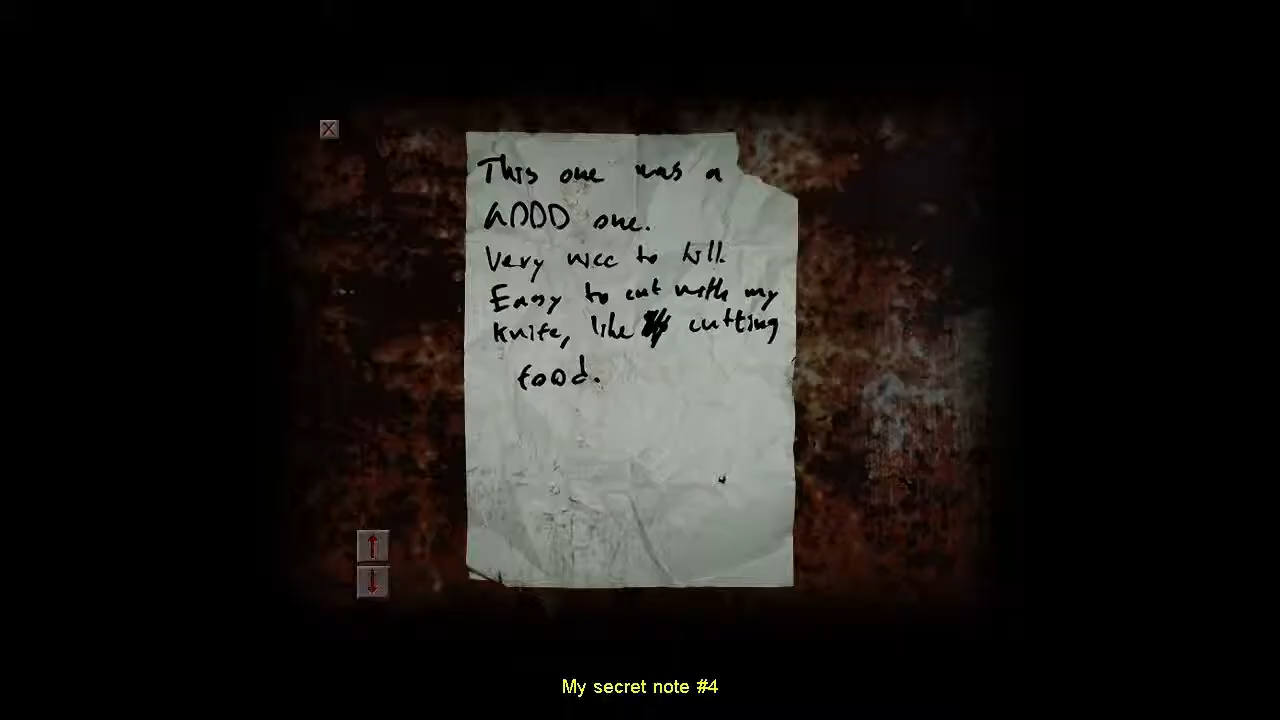 This one was a
GOOD one.
Very nice to kill.
Easy to cut with my
knife, like cutting
food.
My secret note #4